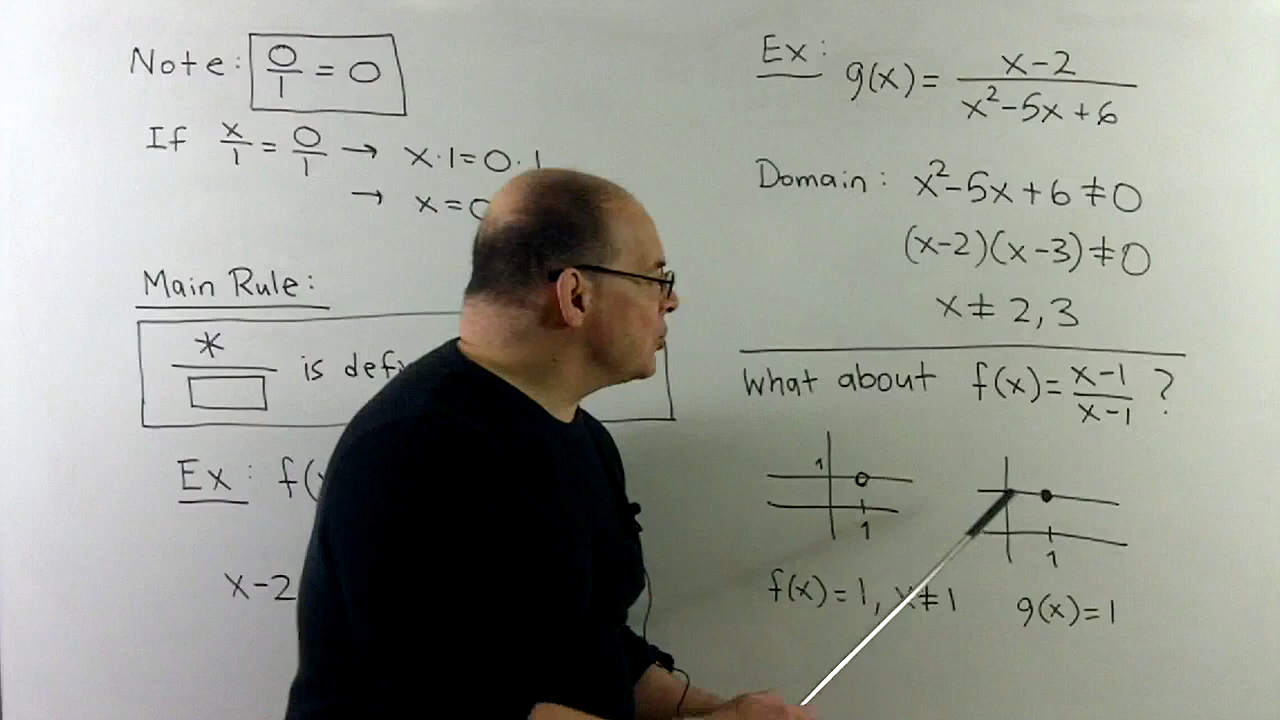 Note: 0/1 = 0
If x/1 = 0/1 → x·1=0·1
→ x=0
Main Rule:
*/□ is
Ex: f(
x-2
Ex: g(x) = (x-2)/(x²-5x+6)
Domain: x²-5x+6≠0
(x-2)(x-3)≠0
x≠2,3
What about f(x)=(x-1)/(x-1) ?
1
1
1
f(x)=1, x≠1
g(x)=1